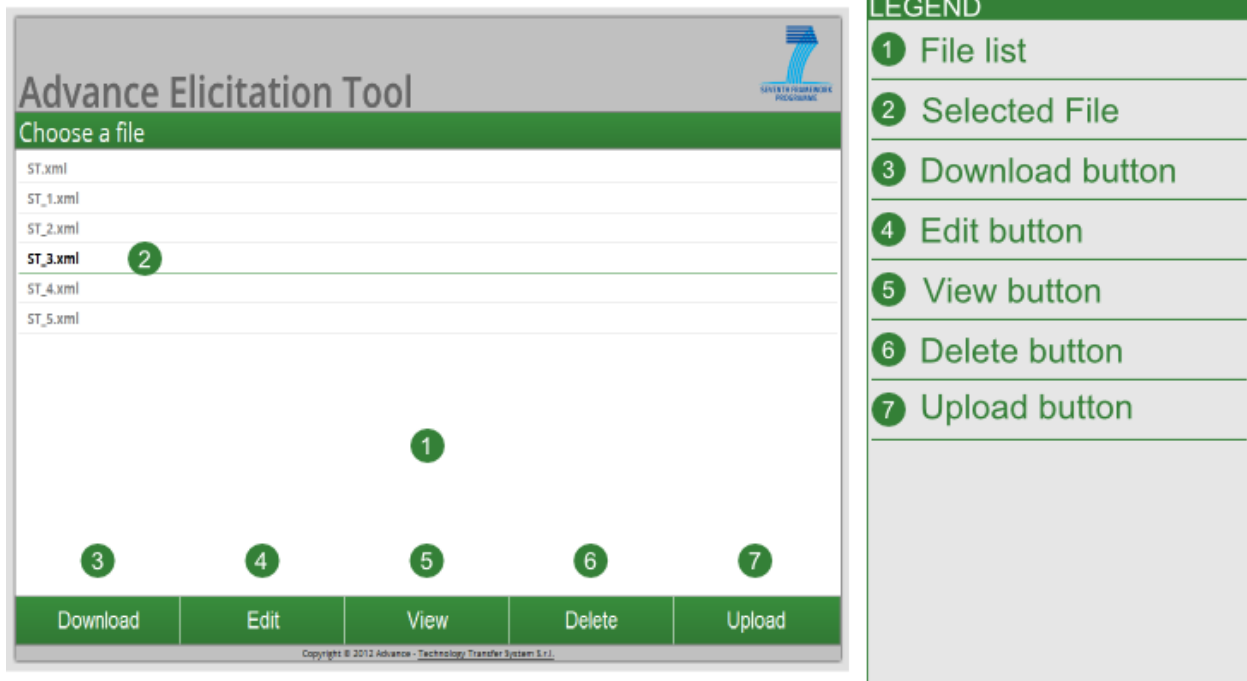 Advance Elicitation Tool
SEVENTH FRAMEWORK
PROGRAMME
Choose a file
ST.xml
ST_1.xml
ST_2.xml
ST_3.xml 2
ST_4.xml
ST_5.xml
1
3 4 5 6 7
Download Edit View Delete Upload
Copyright © 2012 Advance - Technology Transfer System S.r.l.
LEGEND
1 File list
2 Selected File
3 Download button
4 Edit button
5 View button
6 Delete button
7 Upload button